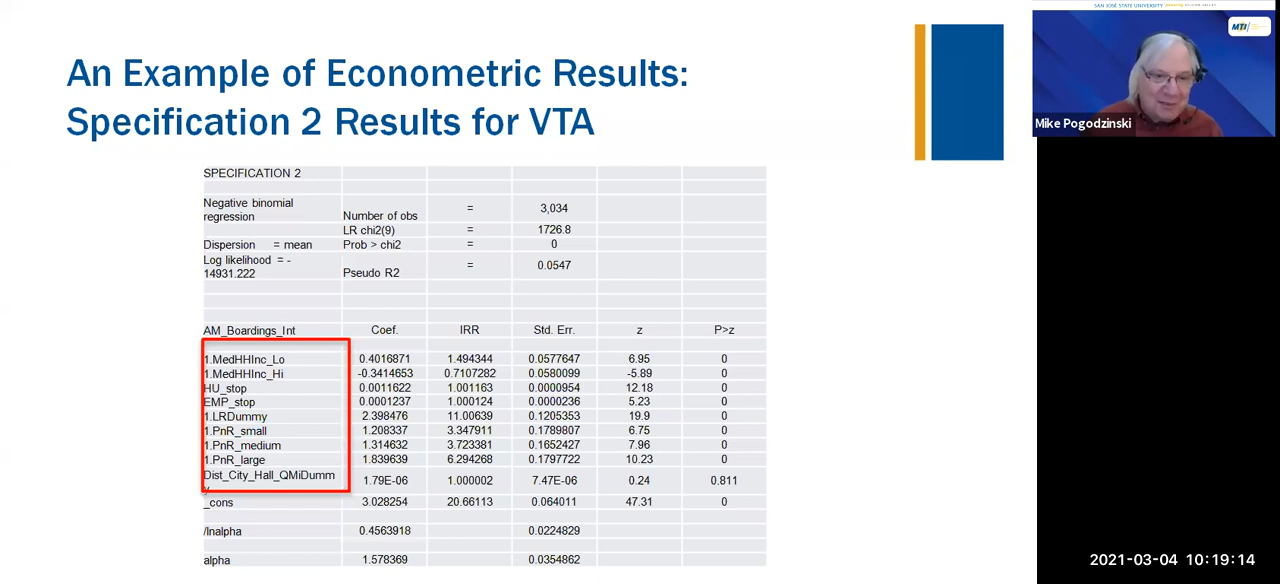 SAN JOSÉ STATE UNIVERSITY
MTI
An Example of Econometric Results:
Specification 2 Results for VTA
Mike Pogodzinski
SPECIFICATION 2
Negative binomial
regression Number of obs = 3,034
LR chi2(9) = 1726.8
Dispersion = mean Prob > chi2 = 0
Log likelihood = -
14931.222 Pseudo R2 = 0.0547
AM_Boardings_Int Coef. IRR Std. Err. z P>z
1.MedHHInc_Lo 0.4016871 1.494344 0.0577647 6.95 0
1.MedHHInc_Hi -0.3414653 0.7107282 0.0580099 -5.89 0
HU_stop 0.0011622 1.001163 0.0000954 12.18 0
EMP_stop 0.0001237 1.000124 0.0000236 5.23 0
1.LRDummy 2.398476 11.00639 0.1205353 19.9 0
1.PnR_small 1.208337 3.347911 0.1789807 6.75 0
1.PnR_medium 1.314632 3.723381 0.1652427 7.96 0
1.PnR_large 1.839639 6.294268 0.1797722 10.23 0
Dist_City_Hall_QMiDumm
y 1.79E-06 1.000002 7.47E-06 0.24 0.811
_cons 3.028254 20.66113 0.064011 47.31 0
/lnalpha 0.4563918 0.0224829
alpha 1.578369 0.0354862
2021-03-04 10:19:14